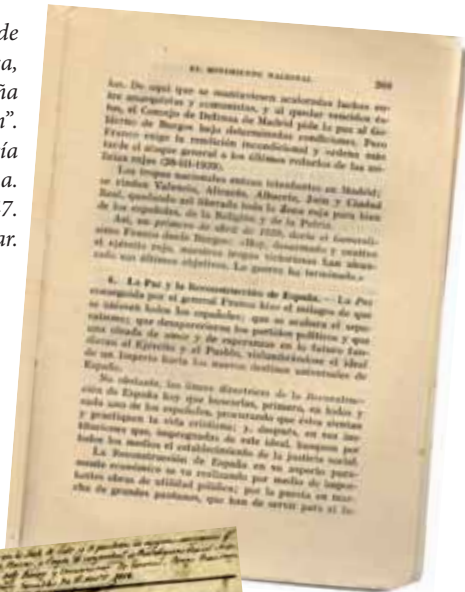 de
a,
ña
n”.
ía
a.
7.
ar.
EL MOVIMIENTO NACIONAL
tos. De aquí que se mantuviesen acaloradas luchas en-
tre anarquistas y comunistas, y al quedar vencidos és-
tos, el Consejo de Defensa de Madrid pide la paz al Go-
bierno de Burgos bajo determinadas condiciones. Pero
Franco exige la rendición incondicional y ordena más
tarde el ataque general a los últimos reductos de las mi-
licias rojas (26-III-1939).
Las tropas nacionales entran triunfantes en Madrid;
se rinden Valencia, Alicante, Albacete, Jaén y Ciudad
Real, quedando así liberada toda la zona roja para bien
de los españoles, de la Religión y de la Patria.
Así, en primero de abril de 1939, decía el Generalí-
simo Franco desde Burgos: «Hoy, desarmado y cautivo
el ejército rojo, nuestras tropas victoriosas han alcan-
zado sus últimos objetivos. La guerra ha terminado.»
4. La Paz y la Reconstrucción de España. — La Paz
conseguida por el general Franco hizo el milagro de que
se uniesen todos los españoles; que se acabara el sepa-
ratismo; que desaparecieran los partidos políticos y que
una oleada de amor y de esperanzas en lo futuro fun-
dieran al Ejército y al Pueblo, vislumbrándose el ideal
de un Imperio hacia los nuevos destinos universales de
España.
No obstante, las líneas directrices de la Reconstruc-
ción de España hay que buscarlas, primero, en todos y
cada uno de los españoles, procurando que éstos sientan
y practiquen la vida cristiana; y, después, en sus ins-
tituciones que, impregnadas de este ideal, busquen por
todos los medios el establecimiento de la justicia social.
La Reconstrucción de España en su aspecto pura-
mente económico se va realizando por medio de impor-
tantes obras de utilidad pública; por la puesta en mar-
cha de grandes pantanos, que han de servir para el